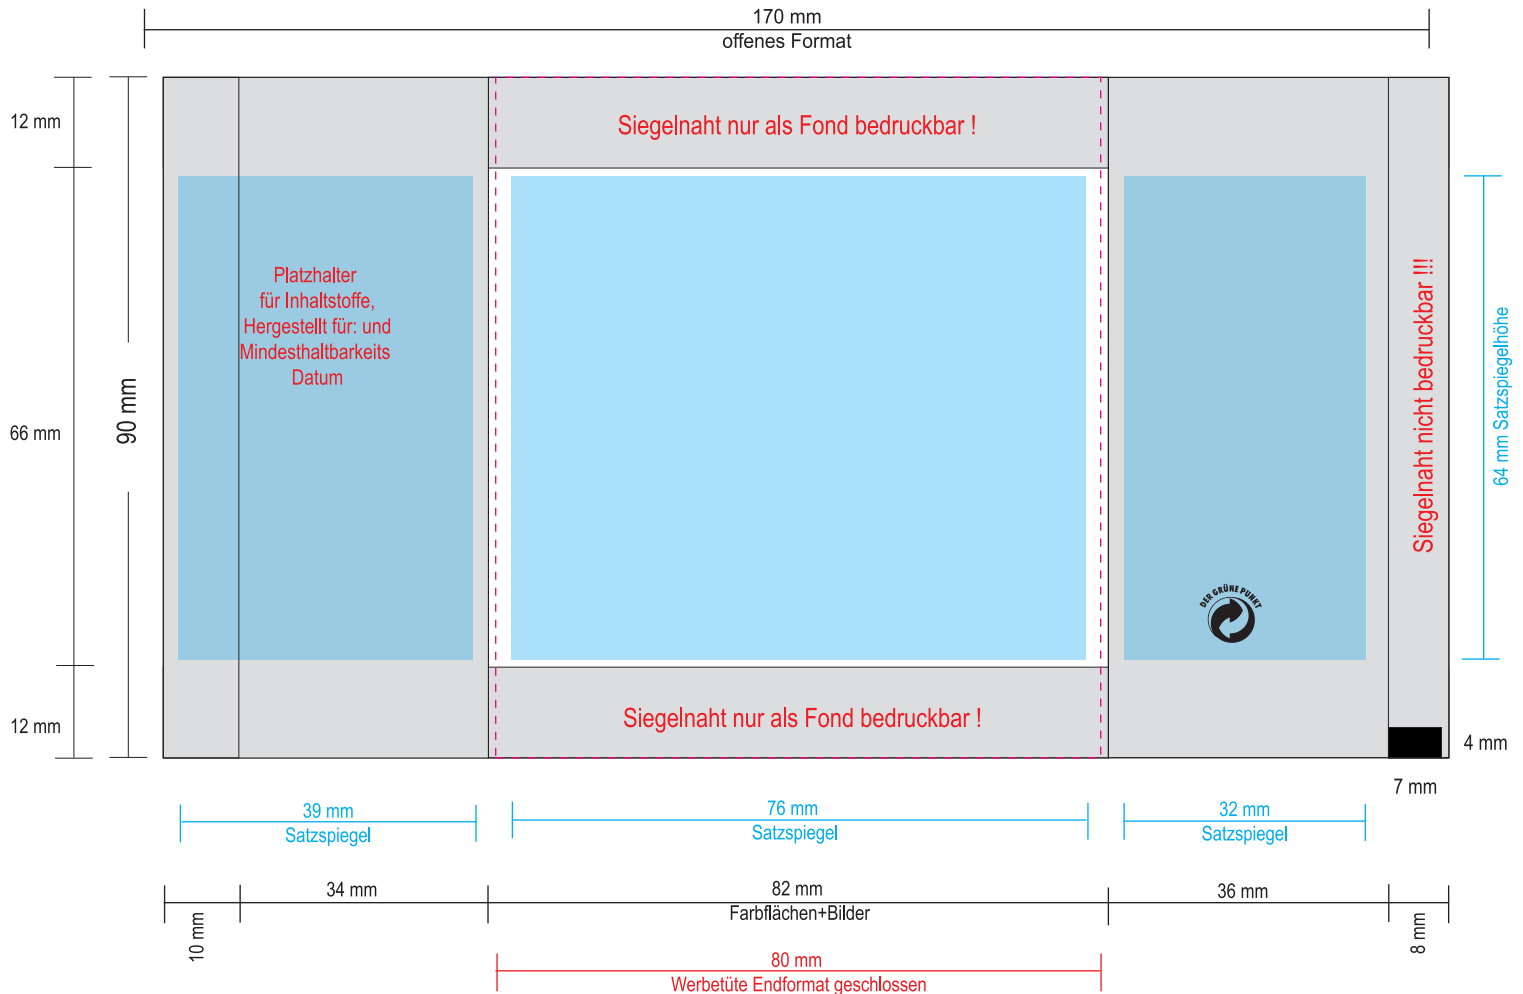 170 mm
offenes Format
12 mm
Siegelnaht nur als Fond bedruckbar !
Platzhalter
für Inhaltstoffe,
Hergestellt für: und
Mindesthaltbarkeits
Datum
66 mm
90 mm
Siegelnaht nicht bedruckbar !!!
64 mm Satzspiegelhöhe
DER GRÜNE PUNKT
12 mm
Siegelnaht nur als Fond bedruckbar !
4 mm
7 mm
39 mm
Satzspiegel
76 mm
Satzspiegel
32 mm
Satzspiegel
10 mm
34 mm
82 mm
Farbflächen+Bilder
36 mm
8 mm
80 mm
Werbetüte Endformat geschlossen